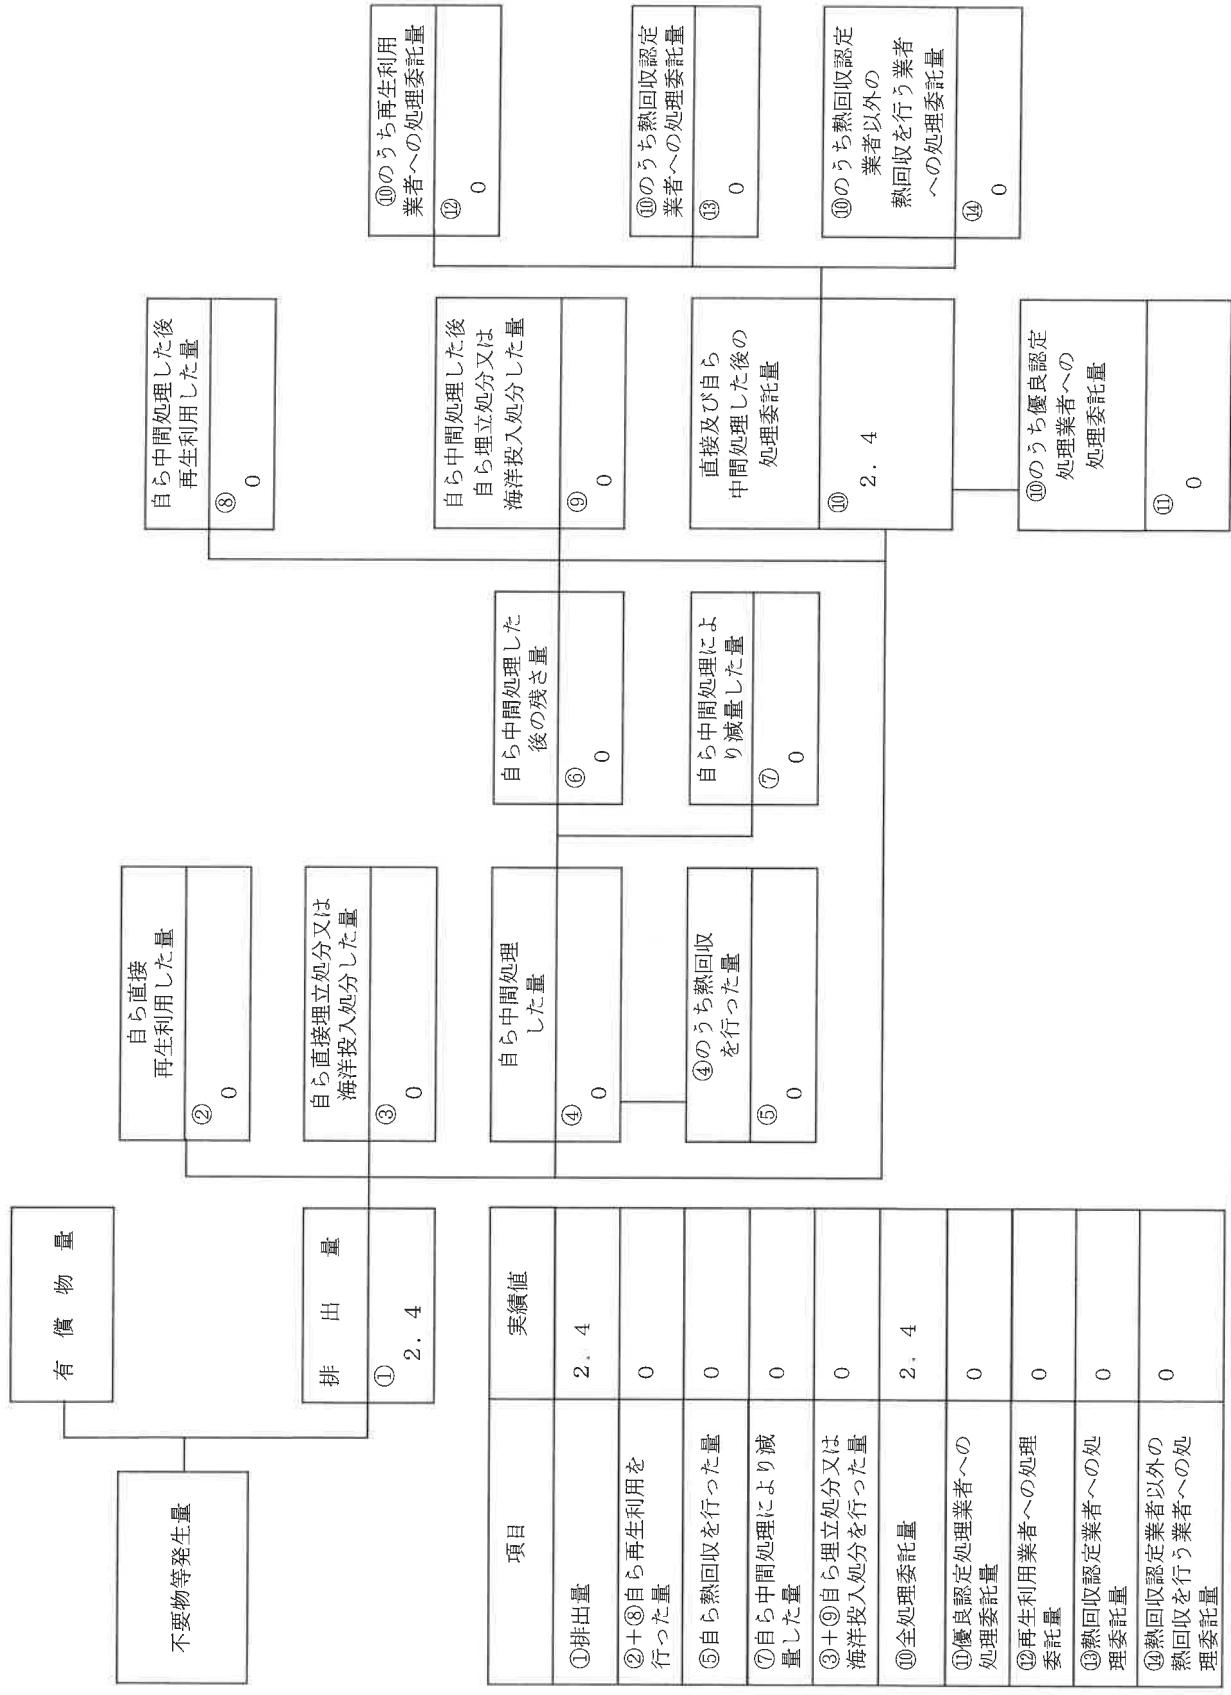 不要物等発生量
有償物量
排出量
①
2.4
自ら直接
再生利用した量
②
0
自ら直接埋立処分又は
海洋投入処分した量
③
0
自ら中間処理
した量
④
0
④のうち熱回収
を行った量
⑤
0
自ら中間処理した
後の残さ量
⑥
0
自ら中間処理によ
り減量した量
⑦
0
自ら中間処理した後
再生利用した量
⑧
0
自ら中間処理した後
自ら埋立処分又は
海洋投入処分した量
⑨
0
直接及び自ら
中間処理した後の
処理委託量
⑩
2.4
⑩のうち優良認定
処理業者への
処理委託量
⑪
0
⑩のうち再生利用
業者への処理委託量
⑫
0
⑩のうち熱回収認定
業者への処理委託量
⑬
0
⑩のうち熱回収認定
業者以外の
熱回収を行う業者
への処理委託量
⑭
0
項目 実績値
①排出量 2.4
②+⑧自ら再生利用を
行った量 0
⑤自ら熱回収を行った量 0
⑦自ら中間処理により減
量した量 0
③+⑨自ら埋立処分又は
海洋投入処分を行った量 0
⑩全処理委託量 2.4
⑪優良認定処理業者への
処理委託量 0
⑫再生利用業者への処理
委託量 0
⑬熱回収認定業者への処
理委託量 0
⑭熱回収認定業者以外の
熱回収を行う業者への処
理委託量 0